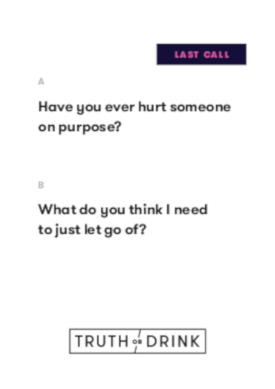 LAST CALL
A
Have you ever hurt someone
on purpose?
B
What do you think I need
to just let go of?
TRUTH OR DRINK